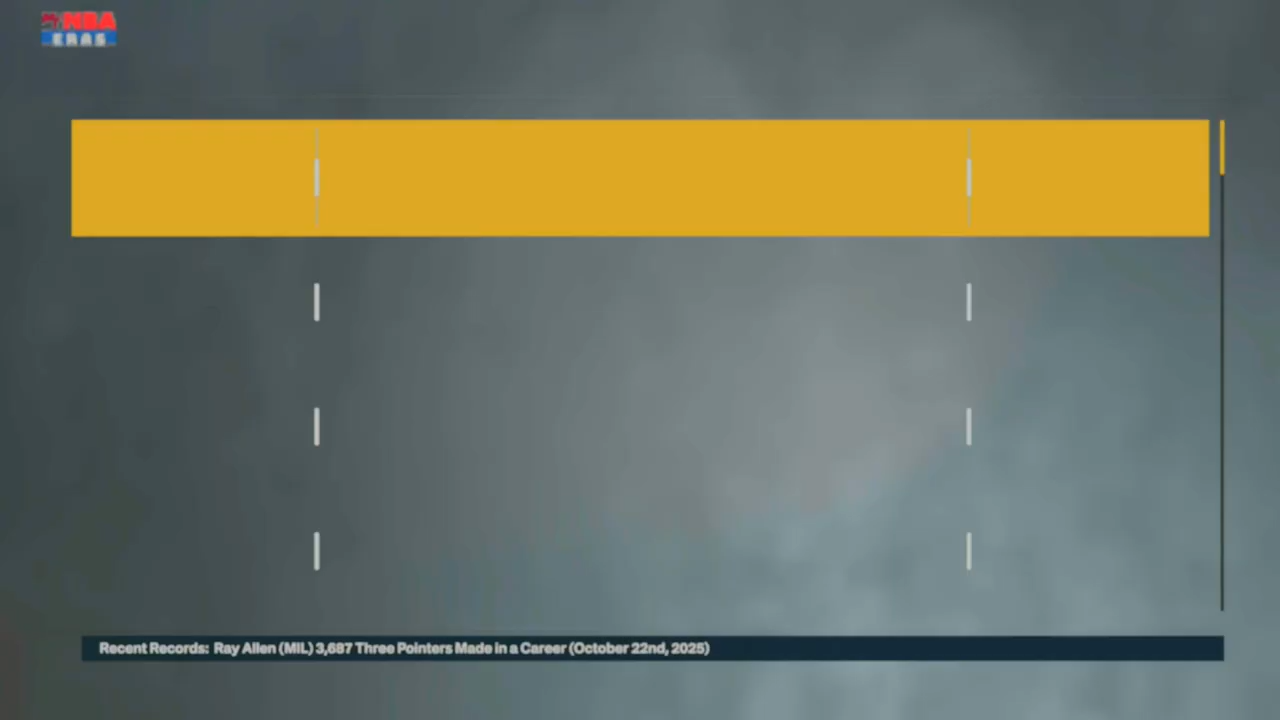 NBA
ERAS
Recent Records: Ray Allen (MIL) 3,687 Three Pointers Made in a Career (October 22nd, 2025)